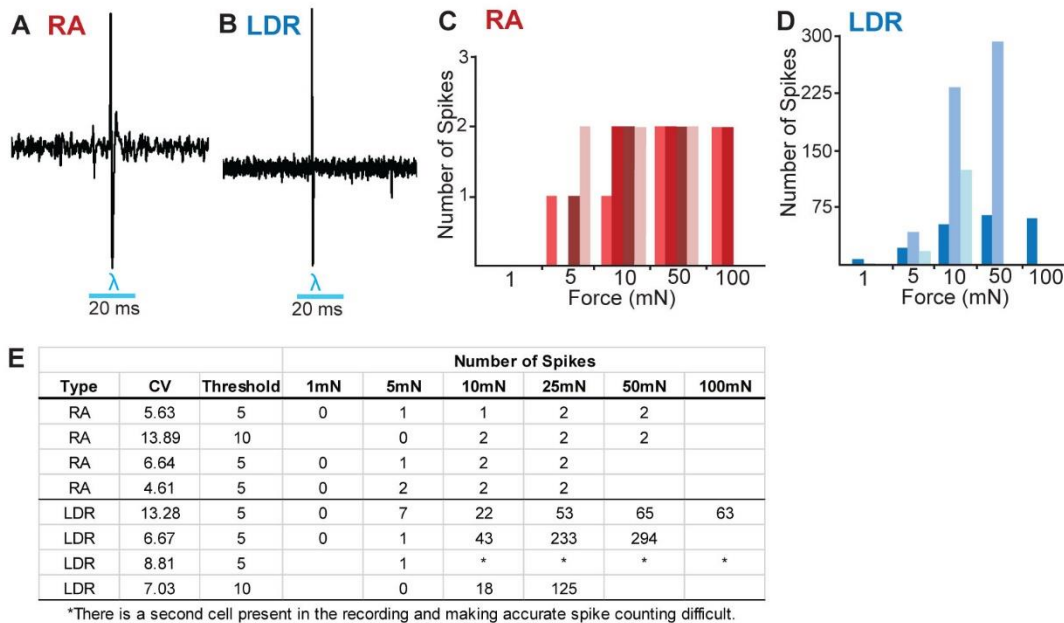 A RA
λ
20 ms
B LDR
λ
20 ms
C RA
Number of Spikes
3
2
1
1 5 10 50 100
Force (mN)
D LDR
Number of Spikes
300
225
150
75
1 5 10 50 100
Force (mN)
E
Number of Spikes
Type CV Threshold 1mN 5mN 10mN 25mN 50mN 100mN
RA 5.63 5 0 1 1 2 2
RA 13.89 10 0 2 2 2
RA 6.64 5 0 1 2 2
RA 4.61 5 0 2 2 2
LDR 13.28 5 0 7 22 53 65 63
LDR 6.67 5 0 1 43 233 294
LDR 8.81 5 1 * * * *
LDR 7.03 10 0 18 125
*There is a second cell present in the recording and making accurate spike counting difficult.